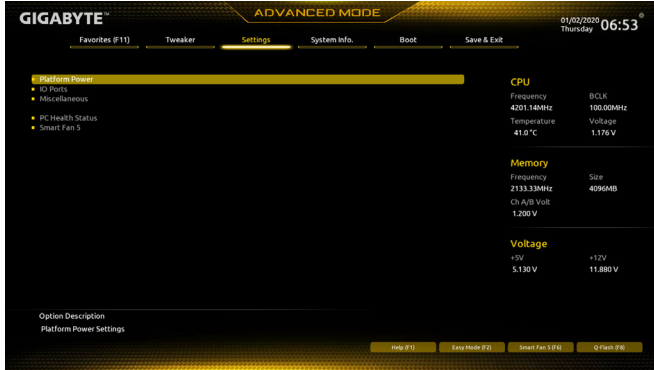 GIGABYTE™
ADVANCED MODE
01/02/2020
Thursday
06:53
Favorites (F11) Tweaker Settings System Info. Boot Save & Exit
Platform Power
IO Ports
Miscellaneous
PC Health Status
Smart Fan 5
CPU
Frequency BCLK
4201.14MHz 100.00MHz
Temperature Voltage
41.0 °C 1.176 V
Memory
Frequency Size
2133.33MHz 4096MB
Ch A/B Volt
1.200 V
Voltage
+5V +12V
5.130 V 11.880 V
Option Description
Platform Power Settings
Help (F1) Easy Mode (F2) Smart Fan 5 (F6) Q-Flash (F8)